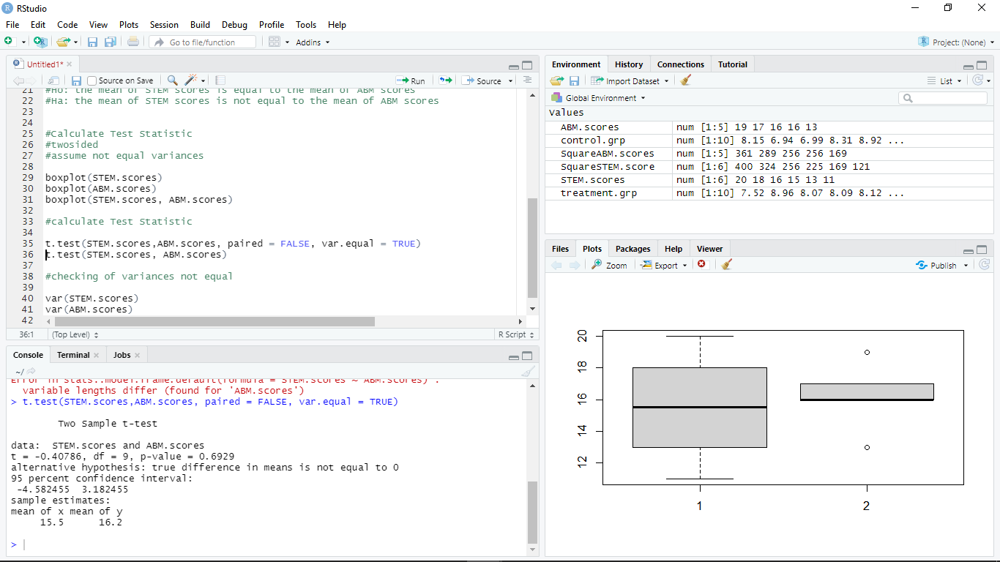 RStudio
File Edit Code View Plots Session Build Debug Profile Tools Help
Go to file/function Addins Project: (None)
Untitled1*
Source on Save Run Source
21 #Ho: the mean of STEM scores is equal to the mean of ABM scores
22 #Ha: the mean of STEM scores is not equal to the mean of ABM scores
23
24
25 #Calculate Test Statistic
26 #twosided
27 #assume not equal variances
28
29 boxplot(STEM.scores)
30 boxplot(ABM.scores)
31 boxplot(STEM.scores, ABM.scores)
32
33 #calculate Test Statistic
34
35 t.test(STEM.scores,ABM.scores, paired = FALSE, var.equal = TRUE)
36 t.test(STEM.scores, ABM.scores)
37
38 #checking of variances not equal
39
40 var(STEM.scores)
41 var(ABM.scores)
42
36:1 (Top Level) R Script
Console Terminal Jobs
~/
Error in stats::model.frame.default(formula = STEM.scores ~ ABM.scores) :
variable lengths differ (found for 'ABM.scores')
> t.test(STEM.scores,ABM.scores, paired = FALSE, var.equal = TRUE)
Two Sample t-test
data: STEM.scores and ABM.scores
t = -0.40786, df = 9, p-value = 0.6929
alternative hypothesis: true difference in means is not equal to 0
95 percent confidence interval:
-4.582455 3.182455
sample estimates:
mean of x mean of y
15.5 16.2
>
Environment History Connections Tutorial
Import Dataset List
Global Environment
Values
ABM.scores num [1:5] 19 17 16 16 13
control.grp num [1:10] 8.15 6.94 6.99 8.31 8.92 ...
SquareABM.scores num [1:5] 361 289 256 256 169
SquareSTEM.score num [1:6] 400 324 256 225 169 121
STEM.scores num [1:6] 20 18 16 15 13 11
treatment.grp num [1:10] 7.52 8.96 8.07 8.09 8.12 ...
Files Plots Packages Help Viewer
Zoom Export Publish
20
18
16
14
12
1 2